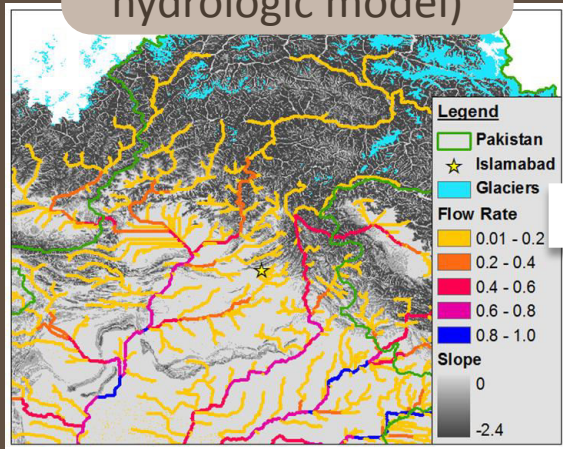 hydrologic model)
Legend
Pakistan
Islamabad
Glaciers
Flow Rate
0.01 - 0.2
0.2 - 0.4
0.4 - 0.6
0.6 - 0.8
0.8 - 1.0
Slope
0
-2.4